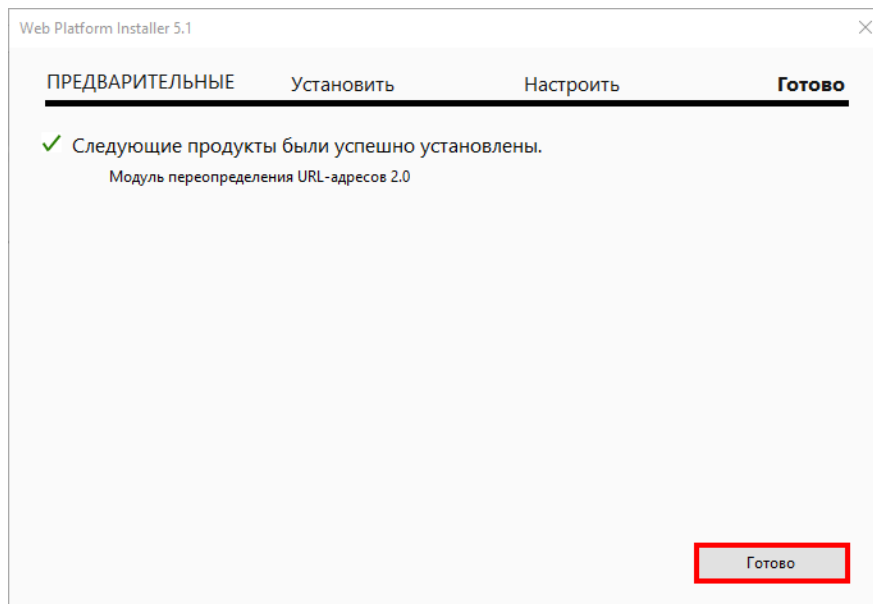 Web Platform Installer 5.1
ПРЕДВАРИТЕЛЬНЫЕ Установить Настроить Готово
Следующие продукты были успешно установлены.
Модуль переопределения URL-адресов 2.0
Готово